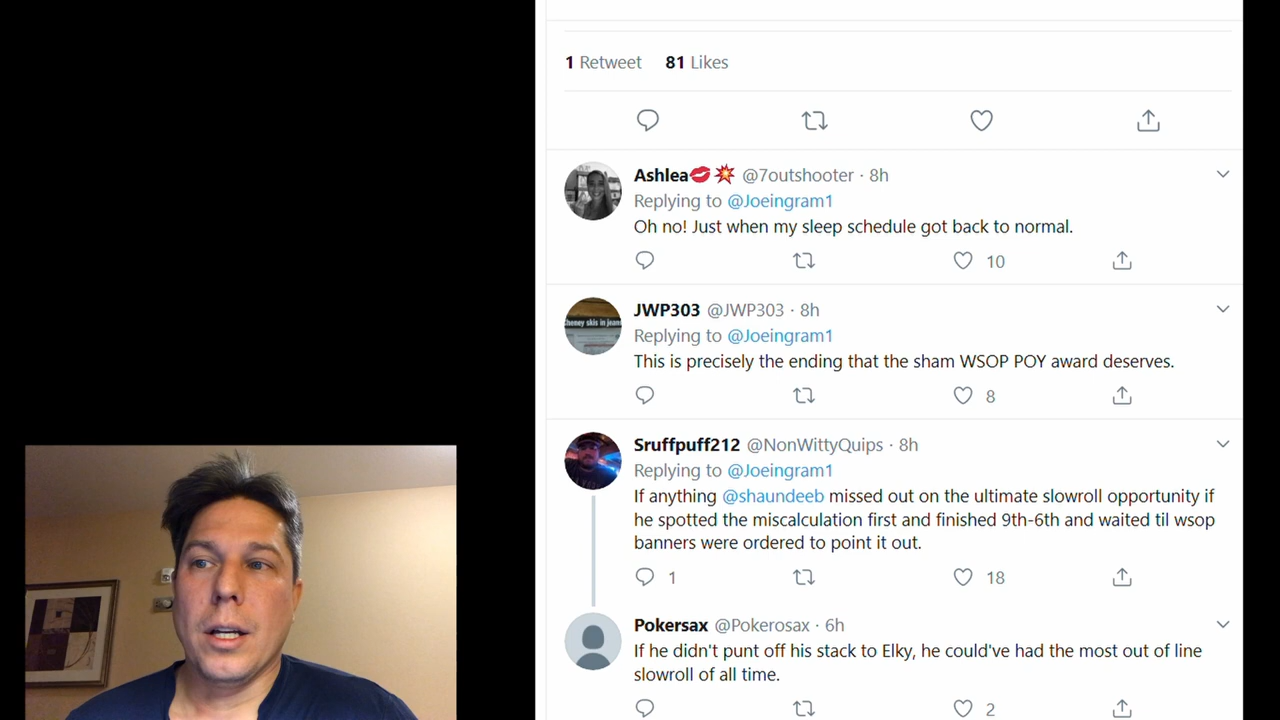 1 Retweet 81 Likes
Ashlea💋💥 @7outshooter · 8h
Replying to @Joeingram1
Oh no! Just when my sleep schedule got back to normal.
10
JWP303 @JWP303 · 8h
Replying to @Joeingram1
This is precisely the ending that the sham WSOP POY award deserves.
8
Sruffpuff212 @NonWittyQuips · 8h
Replying to @Joeingram1
If anything @shaundeeb missed out on the ultimate slowroll opportunity if
he spotted the miscalculation first and finished 9th-6th and waited til wsop
banners were ordered to point it out.
1 18
Pokersax @Pokerosax · 6h
If he didn't punt off his stack to Elky, he could've had the most out of line
slowroll of all time.
2